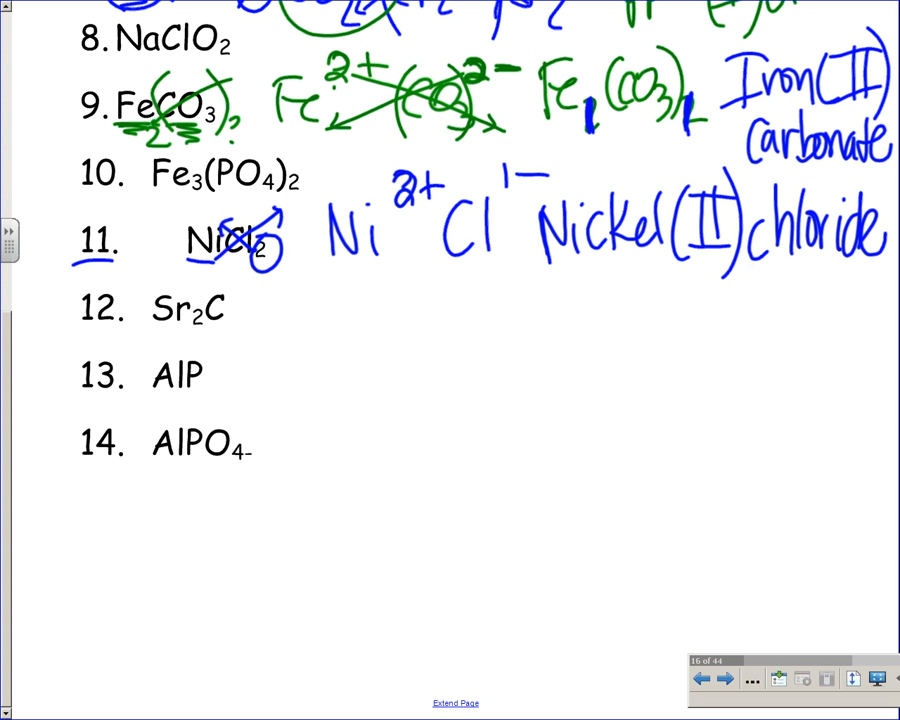 8. NaClO₂
9. FeCO₃ 2 ? Fe²⁺ (CO₃)²⁻ Fe₁(CO₃)₁ Iron(II)
carbonate
10. Fe₃(PO₄)₂
11. NiCl₂ Ni²⁺ Cl¹⁻ Nickel(II) chloride
12. Sr₂C
13. AlP
14. AlPO₄₋
16 of 44
...
Extend Page